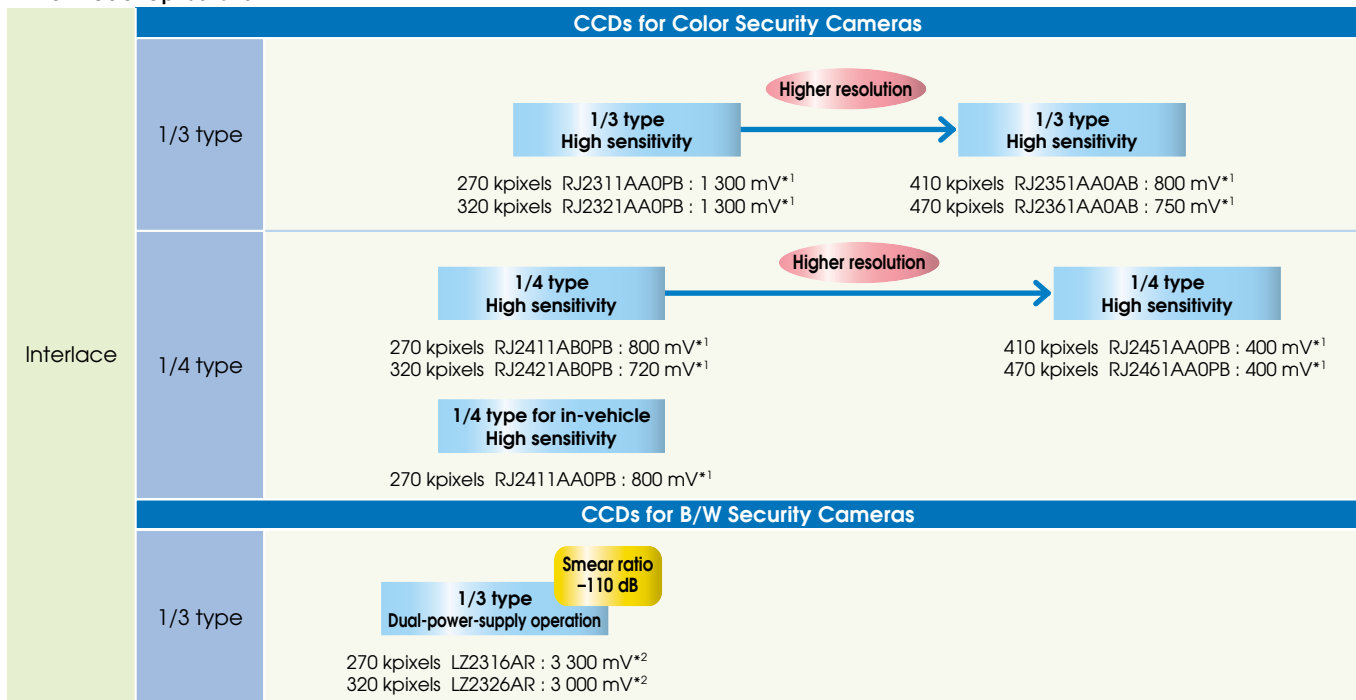 CCDs for Color Security Cameras
Interlace
1/3 type
Higher resolution
1/3 type
High sensitivity
1/3 type
High sensitivity
270 kpixels RJ2311AA0PB : 1 300 mV*1
320 kpixels RJ2321AA0PB : 1 300 mV*1
410 kpixels RJ2351AA0AB : 800 mV*1
470 kpixels RJ2361AA0AB : 750 mV*1
1/4 type
Higher resolution
1/4 type
High sensitivity
1/4 type
High sensitivity
270 kpixels RJ2411AB0PB : 800 mV*1
320 kpixels RJ2421AB0PB : 720 mV*1
410 kpixels RJ2451AA0PB : 400 mV*1
470 kpixels RJ2461AA0PB : 400 mV*1
1/4 type for in-vehicle
High sensitivity
270 kpixels RJ2411AA0PB : 800 mV*1
CCDs for B/W Security Cameras
1/3 type
Smear ratio
–110 dB
1/3 type
Dual-power-supply operation
270 kpixels LZ2316AR : 3 300 mV*2
320 kpixels LZ2326AR : 3 000 mV*2